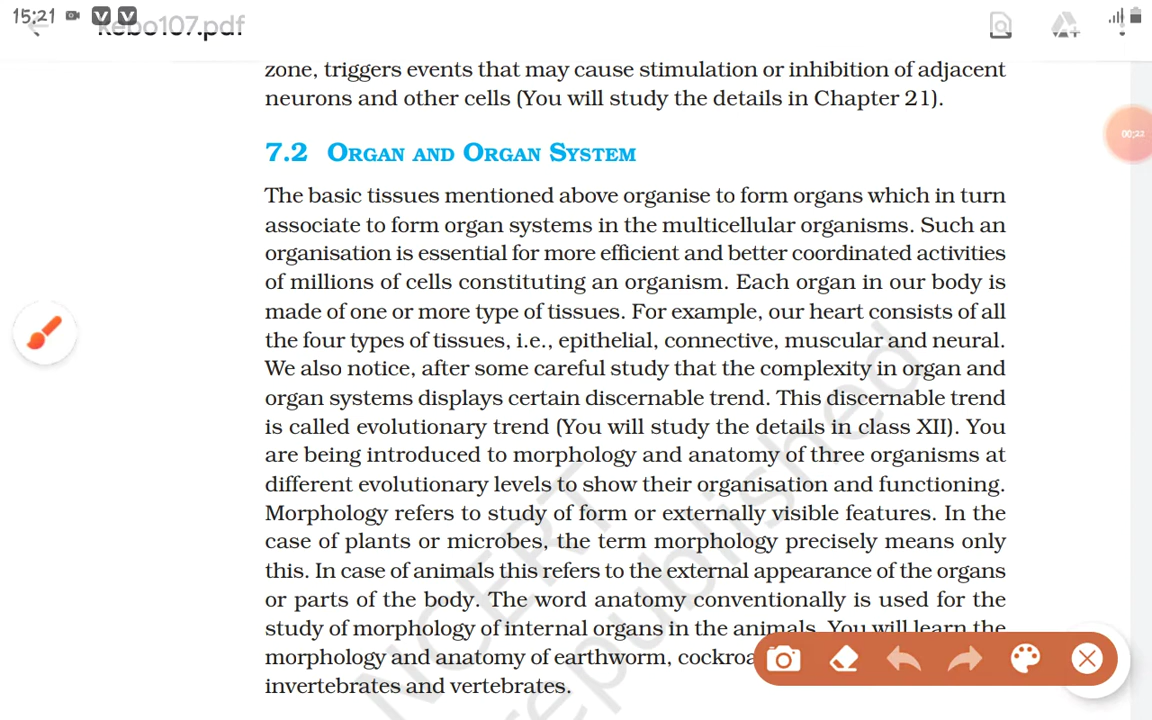 15:21
kebo107.pdf
00:22
zone, triggers events that may cause stimulation or inhibition of adjacent
neurons and other cells (You will study the details in Chapter 21).
7.2 ORGAN AND ORGAN SYSTEM
The basic tissues mentioned above organise to form organs which in turn
associate to form organ systems in the multicellular organisms. Such an
organisation is essential for more efficient and better coordinated activities
of millions of cells constituting an organism. Each organ in our body is
made of one or more type of tissues. For example, our heart consists of all
the four types of tissues, i.e., epithelial, connective, muscular and neural.
We also notice, after some careful study that the complexity in organ and
organ systems displays certain discernable trend. This discernable trend
is called evolutionary trend (You will study the details in class XII). You
are being introduced to morphology and anatomy of three organisms at
different evolutionary levels to show their organisation and functioning.
Morphology refers to study of form or externally visible features. In the
case of plants or microbes, the term morphology precisely means only
this. In case of animals this refers to the external appearance of the organs
or parts of the body. The word anatomy conventionally is used for the
study of morphology of internal organs in the animals. You will learn the
morphology and anatomy of earthworm,
invertebrates and vertebrates.
NCERT
republished